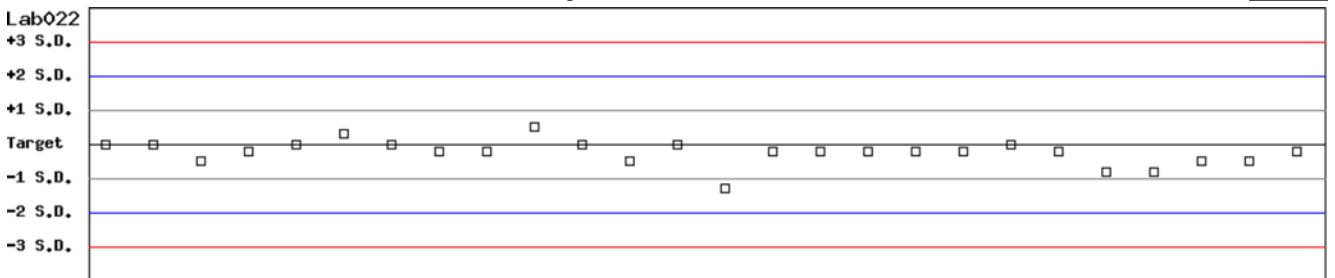 Lab022
+3 S.D.
+2 S.D.
+1 S.D.
Target
-1 S.D.
-2 S.D.
-3 S.D.